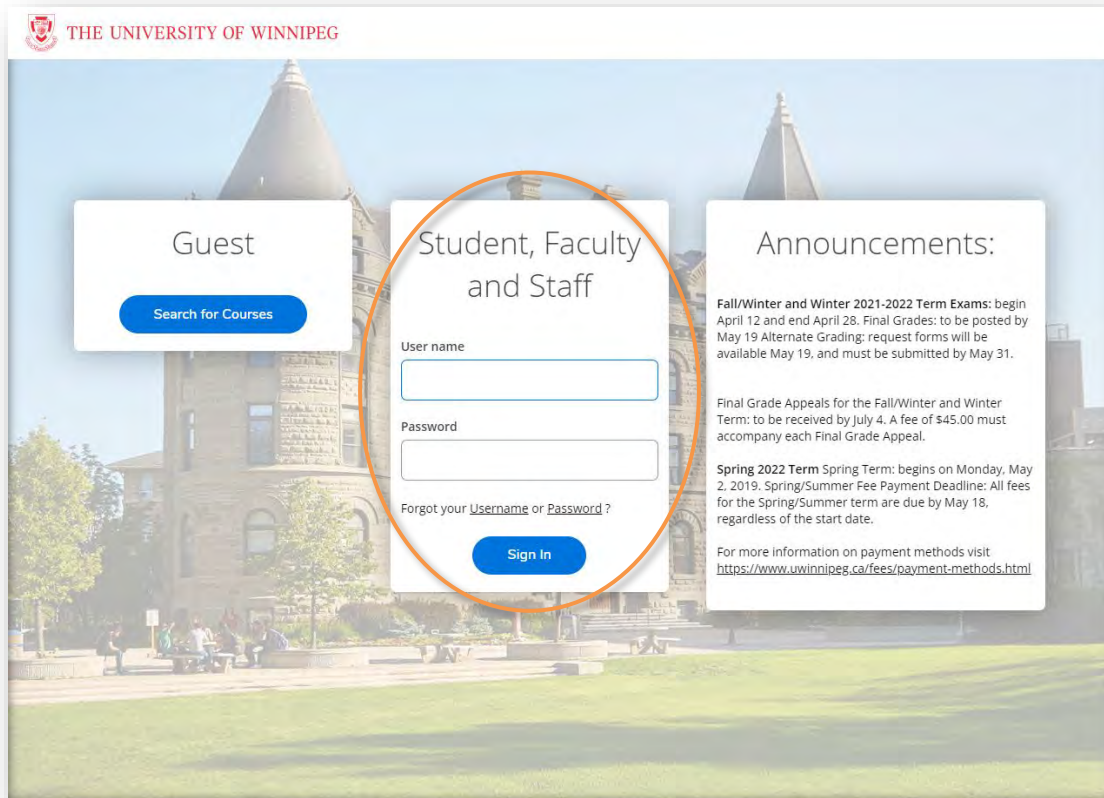 THE UNIVERSITY OF WINNIPEG
Guest
Search for Courses
Student, Faculty
and Staff
User name
Password
Forgot your Username or Password ?
Sign In
Announcements:
Fall/Winter and Winter 2021-2022 Term Exams: begin
April 12 and end April 28. Final Grades: to be posted by
May 19 Alternate Grading: request forms will be
available May 19, and must be submitted by May 31.
Final Grade Appeals for the Fall/Winter and Winter
Term: to be received by July 4. A fee of $45.00 must
accompany each Final Grade Appeal.
Spring 2022 Term Spring Term: begins on Monday, May
2, 2019. Spring/Summer Fee Payment Deadline: All fees
for the Spring/Summer term are due by May 18,
regardless of the start date.
For more information on payment methods visit
https://www.uwinnipeg.ca/fees/payment-methods.html